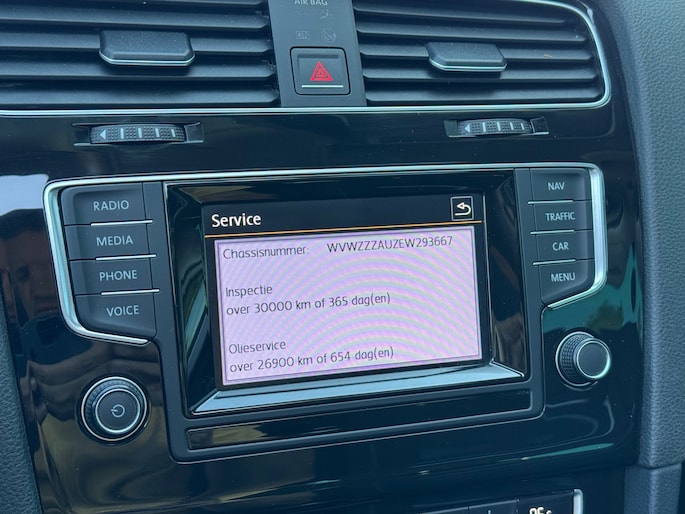 AIR BAG
RADIO
MEDIA
PHONE
VOICE
Service
Chassisnummer: WVWZZZAUZEW293667
Inspectie
over 30000 km of 365 dag(en)
Olieservice
over 26900 km of 654 dag(en)
NAV
TRAFFIC
CAR
MENU